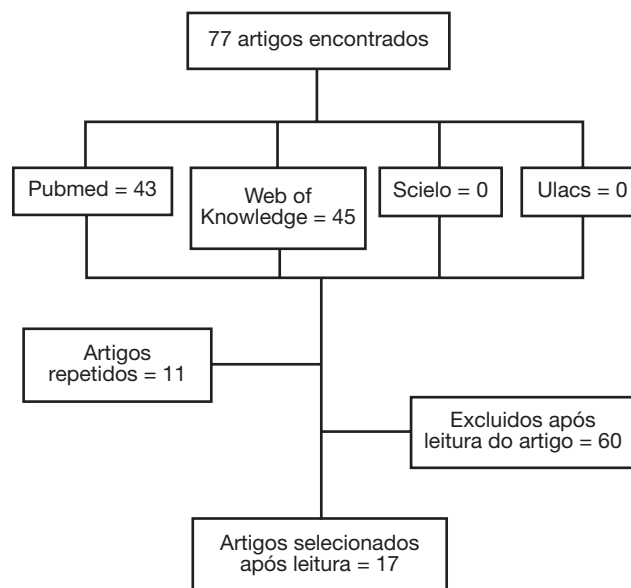 77 artigos encontrados
Pubmed = 43
Web of
Knowledge = 45
Scielo = 0
Ulacs = 0
Artigos
repetidos = 11
Excluidos após
leitura do artigo = 60
Artigos selecionados
após leitura = 17